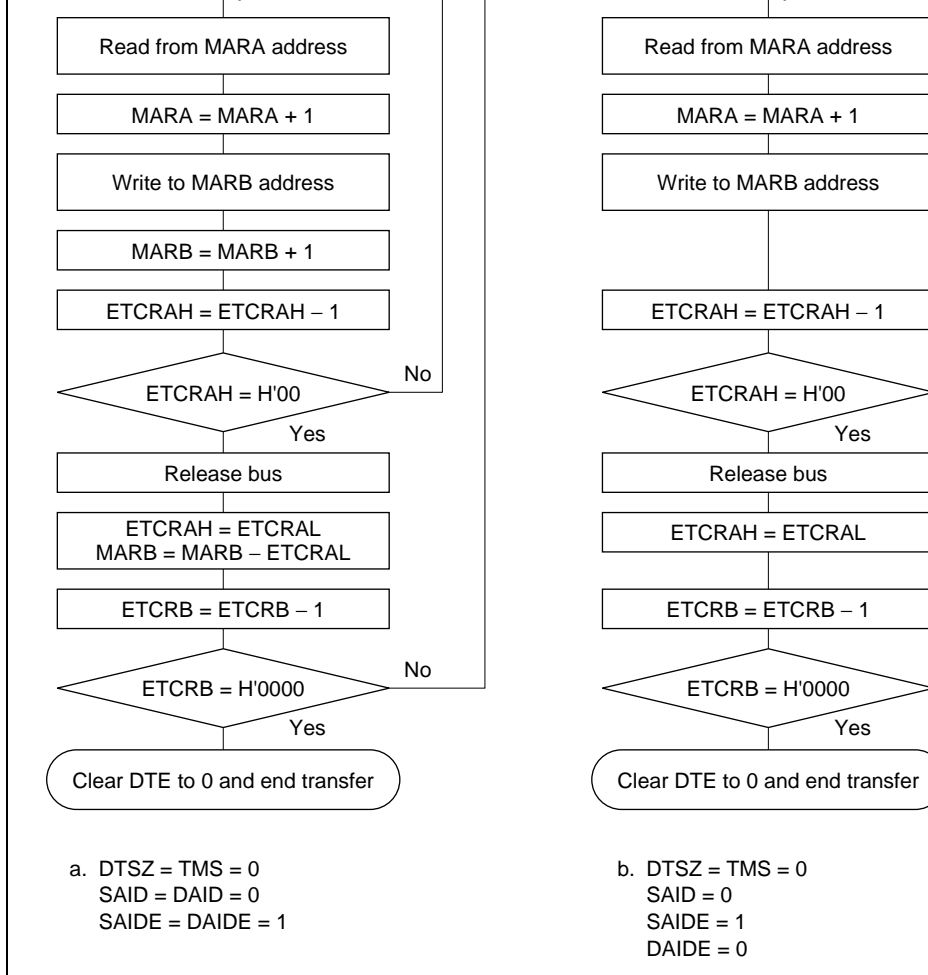 Read from MARA address
MARA = MARA + 1
Write to MARB address
MARB = MARB + 1
ETCRAH = ETCRAH – 1
ETCRAH = H'00
No
Yes
Release bus
ETCRAH = ETCRAL
MARB = MARB – ETCRAL
ETCRB = ETCRB – 1
ETCRB = H'0000
No
Yes
Clear DTE to 0 and end transfer
a. DTSZ = TMS = 0
SAID = DAID = 0
SAIDE = DAIDE = 1
Read from MARA address
MARA = MARA + 1
Write to MARB address
ETCRAH = ETCRAH – 1
ETCRAH = H'00
Yes
Release bus
ETCRAH = ETCRAL
ETCRB = ETCRB – 1
ETCRB = H'0000
Yes
Clear DTE to 0 and end transfer
b. DTSZ = TMS = 0
SAID = 0
SAIDE = 1
DAIDE = 0